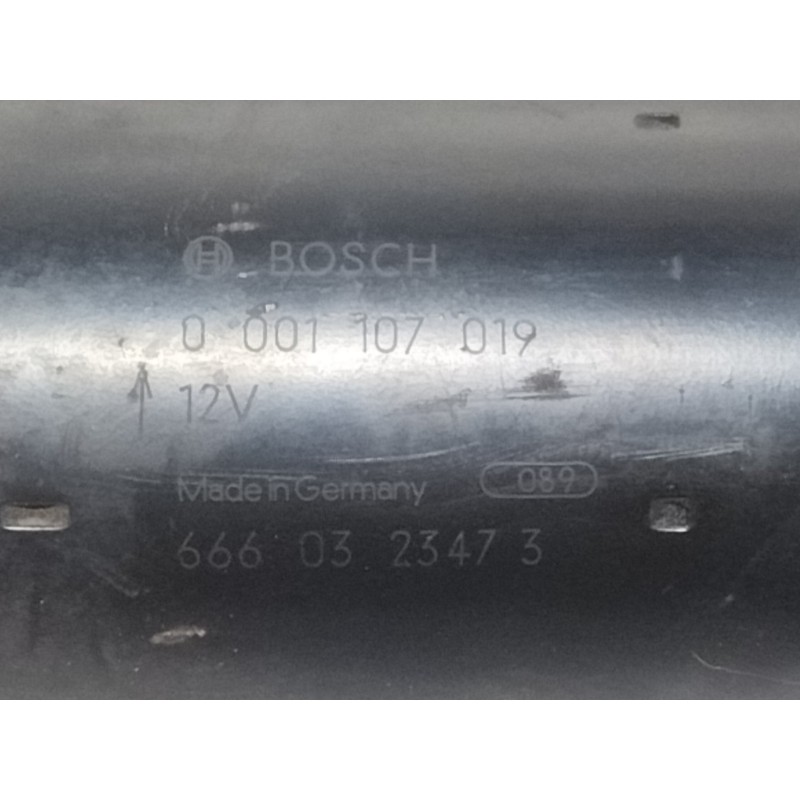 BOSCH
0 001 107 019
12V
Made in Germany 089
666 03 2347 3